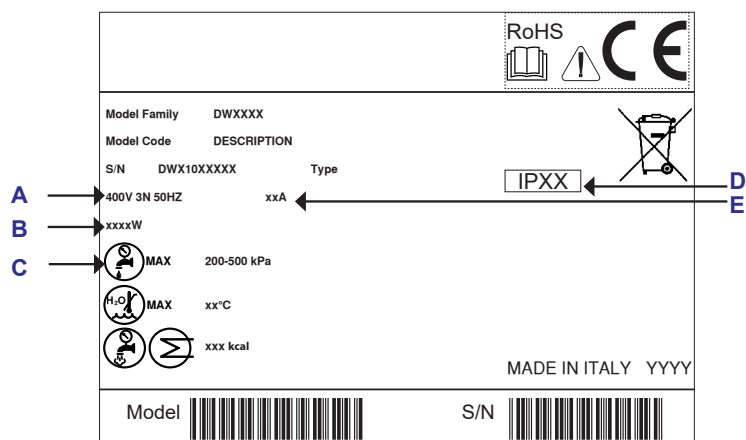 RoHS
CE
Model Family DWXXXX
Model Code DESCRIPTION
S/N DWX10XXXXX Type
IPXX
D
A
400V 3N 50HZ xxA
E
B
xxxxW
C
MAX 200-500 kPa
H₂O MAX xx°C
xxx kcal
MADE IN ITALY YYYY
Model
S/N